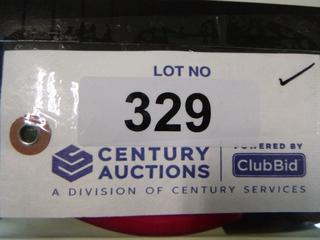 LOT NO
329
CENTURY
AUCTIONS
POWERED BY
ClubBid
A DIVISION OF CENTURY SERVICES